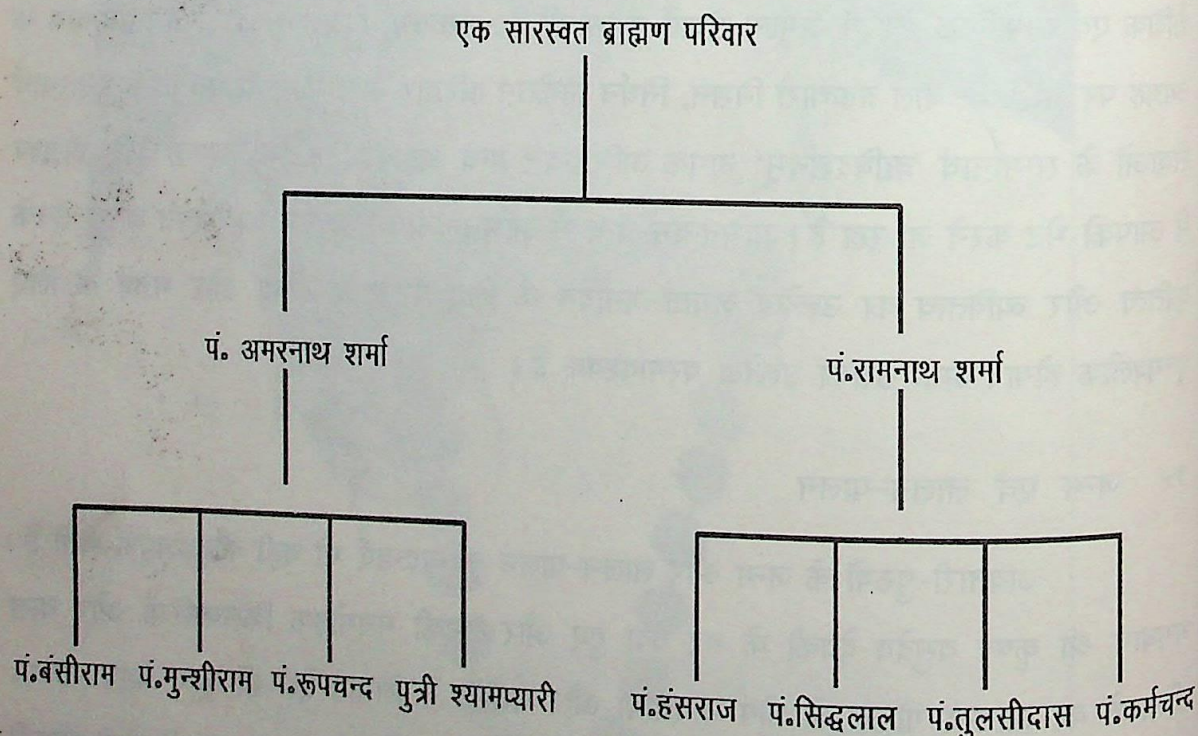 एक सारस्वत ब्राह्मण परिवार
पं. अमरनाथ शर्मा
पं.रामनाथ शर्मा
पं.बंसीराम पं.मुन्शीराम पं.रूपचन्द पुत्री श्यामप्यारी
पं.हंसराज पं.सिद्धलाल पं.तुलसीदास पं.कर्मचन्द